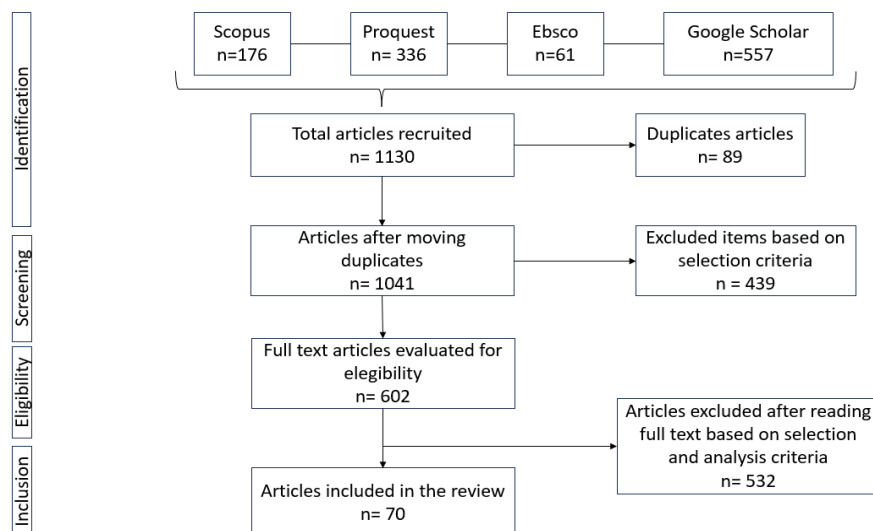 Identification
Scopus
n=176
Proquest
n= 336
Ebsco
n=61
Google Scholar
n=557
Total articles recruited
n= 1130
Duplicates articles
n= 89
Screening
Articles after moving
duplicates
n= 1041
Excluded items based on
selection criteria
n = 439
Eligibility
Full text articles evaluated for
elegibility
n= 602
Articles excluded after reading
full text based on selection
and analysis criteria
n= 532
Inclusion
Articles included in the review
n= 70